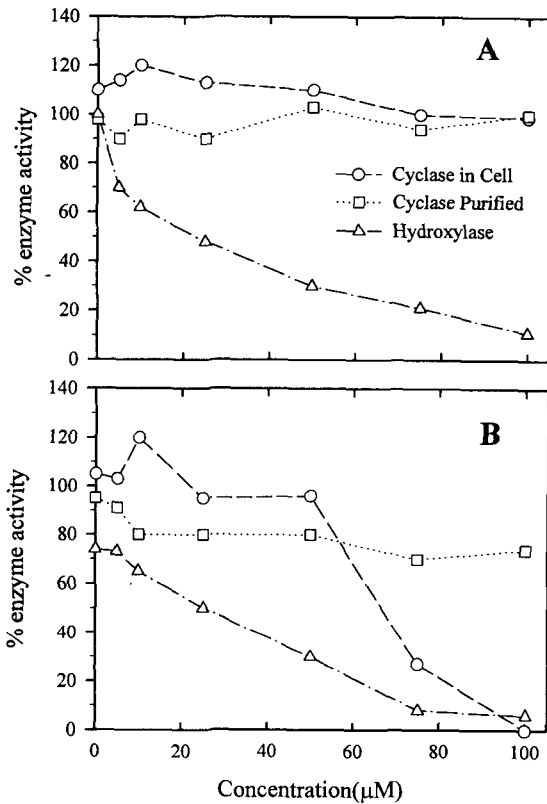 140
120
100
80
60
40
20
0
% enzyme activity
A
Cyclase in Cell
Cyclase Purified
Hydroxylase
140
120
100
80
60
40
20
0
% enzyme activity
B
0 20 40 60 80 100
Concentration(μM)